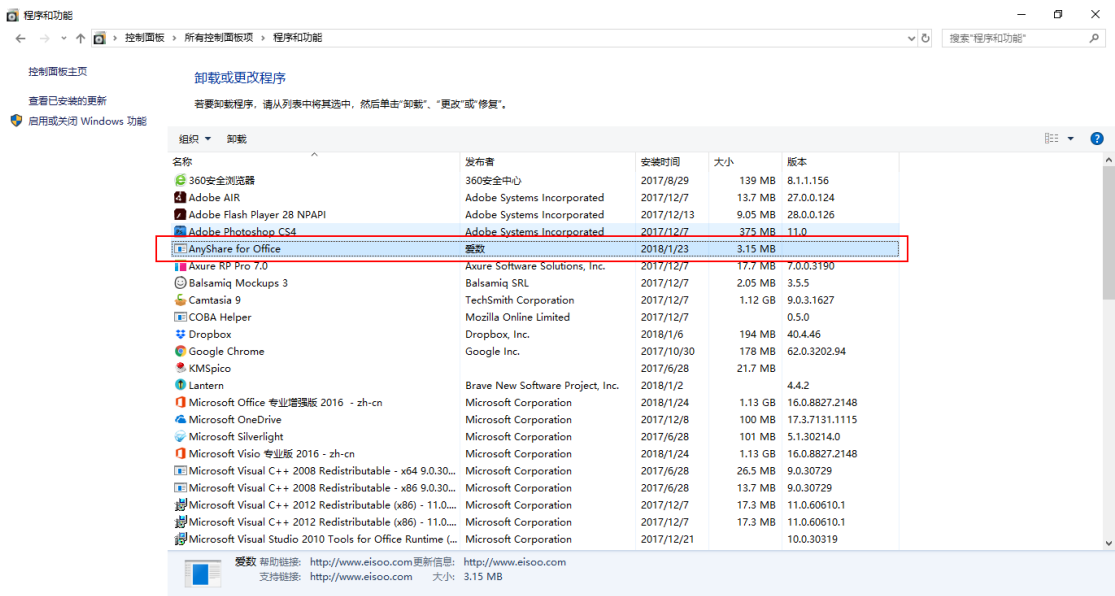 程序和功能
控制面板 › 所有控制面板项 › 程序和功能
搜索"程序和功能"
控制面板主页
查看已安装的更新
启用或关闭 Windows 功能
卸载或更改程序
若要卸载程序，请从列表中将其选中，然后单击“卸载”、“更改”或“修复”。
组织 卸载
名称 发布者 安装时间 大小 版本
360安全浏览器 360安全中心 2017/8/29 139 MB 8.1.1.156
Adobe AIR Adobe Systems Incorporated 2017/12/7 13.7 MB 27.0.0.124
Adobe Flash Player 28 NPAPI Adobe Systems Incorporated 2017/12/13 9.05 MB 28.0.0.126
Adobe Photoshop CS4 Adobe Systems Incorporated 2017/12/7 375 MB 11.0
AnyShare for Office 爱数 2018/1/23 3.15 MB
Axure RP Pro 7.0 Axure Software Solutions, Inc. 2017/12/7 17.7 MB 7.0.0.3190
Balsamiq Mockups 3 Balsamiq SRL 2017/12/7 2.05 MB 3.5.5
Camtasia 9 TechSmith Corporation 2017/12/7 1.12 GB 9.0.3.1627
COBA Helper Mozilla Online Limited 2017/12/7 0.5.0
Dropbox Dropbox, Inc. 2018/1/6 194 MB 40.4.46
Google Chrome Google Inc. 2017/10/30 178 MB 62.0.3202.94
KMSpico 2017/6/28 21.7 MB
Lantern Brave New Software Project, Inc. 2018/1/2 4.4.2
Microsoft Office 专业增强版 2016 - zh-cn Microsoft Corporation 2018/1/24 1.13 GB 16.0.8827.2148
Microsoft OneDrive Microsoft Corporation 2017/12/8 100 MB 17.3.7131.1115
Microsoft Silverlight Microsoft Corporation 2017/6/28 101 MB 5.1.30214.0
Microsoft Visio 专业版 2016 - zh-cn Microsoft Corporation 2018/1/24 1.13 GB 16.0.8827.2148
Microsoft Visual C++ 2008 Redistributable - x64 9.0.30... Microsoft Corporation 2017/6/28 26.5 MB 9.0.30729
Microsoft Visual C++ 2008 Redistributable - x86 9.0.30... Microsoft Corporation 2017/6/28 13.7 MB 9.0.30729
Microsoft Visual C++ 2012 Redistributable (x86) - 11.0.... Microsoft Corporation 2017/12/7 17.3 MB 11.0.60610.1
Microsoft Visual C++ 2012 Redistributable (x86) - 11.0.... Microsoft Corporation 2017/12/7 17.3 MB 11.0.60610.1
Microsoft Visual Studio 2010 Tools for Office Runtime (... Microsoft Corporation 2017/12/21 10.0.30319
爱数 帮助链接: http://www.eisoo.com 更新信息: http://www.eisoo.com
支持链接: http://www.eisoo.com 大小: 3.15 MB